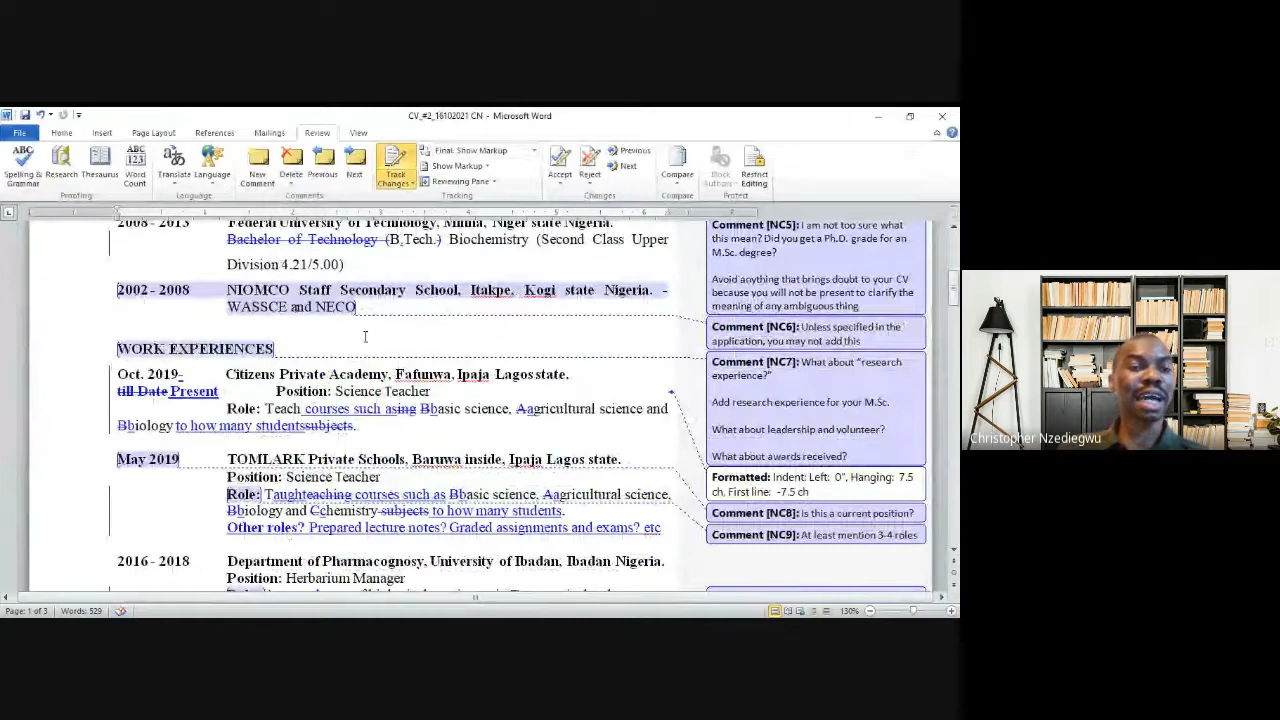 CV_#2_16102021 CN - Microsoft Word
File Home Insert Page Layout References Mailings Review View
ABC
Spelling & Grammar
Research
Thesaurus
ABC 123
Word Count
Proofing
Translate
Language
Language
New Comment
Delete
Previous
Next
Comments
Track Changes
Final: Show Markup
Show Markup
Reviewing Pane
Tracking
Accept
Reject
Previous
Next
Changes
Compare
Compare
Block Authors
Restrict Editing
Protect
2008 - 2013 Federal University of Technology, Minna, Niger state Nigeria.
Bachelor of Technology (B.Tech.) Biochemistry (Second Class Upper
Division 4.21/5.00)
2002 - 2008 NIOMCO Staff Secondary School, Itakpe, Kogi state Nigeria. -
WASSCE and NECO
WORK EXPERIENCES
Oct. 2019- Citizens Private Academy, Fafunwa, Ipaja Lagos state.
till Date Present Position: Science Teacher
Role: Teach courses such asing Bbasic science, Aagricultural science and
Bbiology to how many studentssubjects.
May 2019 TOMLARK Private Schools, Baruwa inside, Ipaja Lagos state.
Position: Science Teacher
Role: Taughteaching courses such as Bbasic science, Aagricultural science,
Bbiology and Cchemistry subjects to how many students.
Other roles? Prepared lecture notes? Graded assignments and exams? etc
2016 - 2018 Department of Pharmacognosy, University of Ibadan, Ibadan Nigeria.
Position: Herbarium Manager
Comment [NC5]: I am not too sure what
this mean? Did you get a Ph.D. grade for an
M.Sc. degree?
Avoid anything that brings doubt to your CV
because you will not be present to clarify the
meaning of any ambiguous thing
Comment [NC6]: Unless specified in the
application, you may not add this
Comment [NC7]: What about "research
experience?"
Add research experience for your M.Sc.
What about leadership and volunteer?
What about awards received?
Formatted: Indent: Left: 0", Hanging: 7.5
ch, First line: -7.5 ch
Comment [NC8]: Is this a current position?
Comment [NC9]: At least mention 3-4 roles
Page: 1 of 3 Words: 529
130%
Christopher Nzediegwu